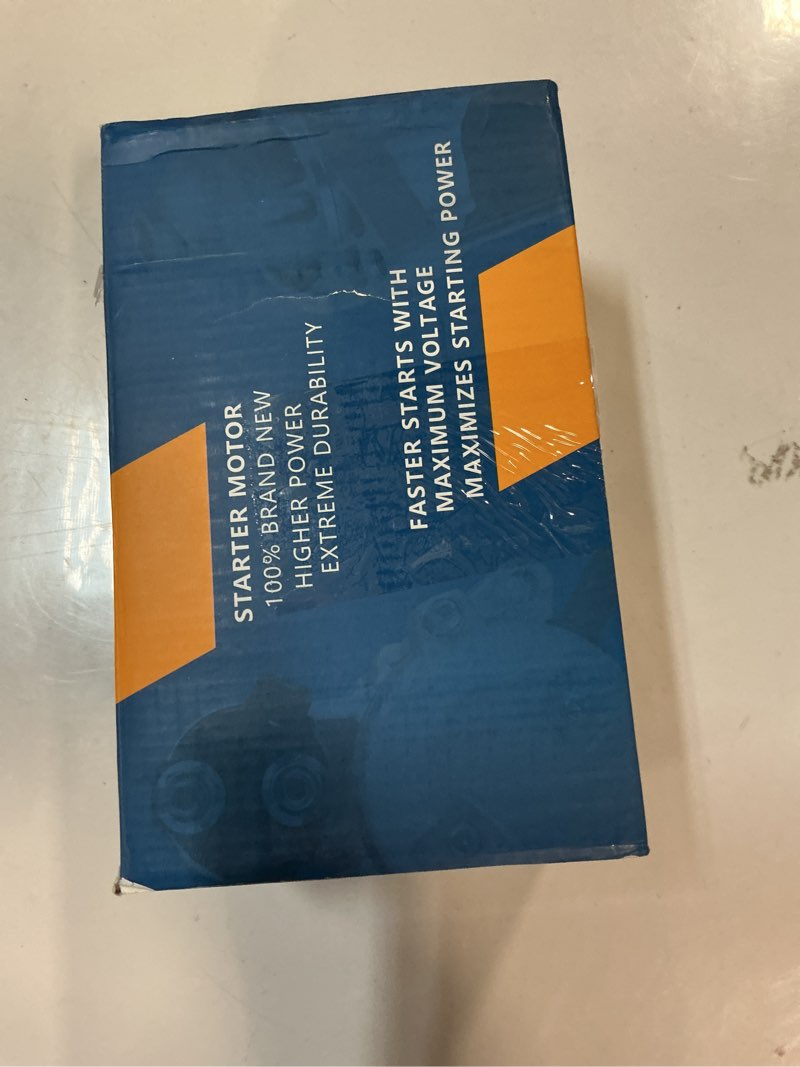 STARTER MOTOR
100% BRAND NEW
HIGHER POWER
EXTREME DURABILITY
FASTER STARTS WITH
MAXIMUM VOLTAGE
MAXIMIZES STARTING POWER